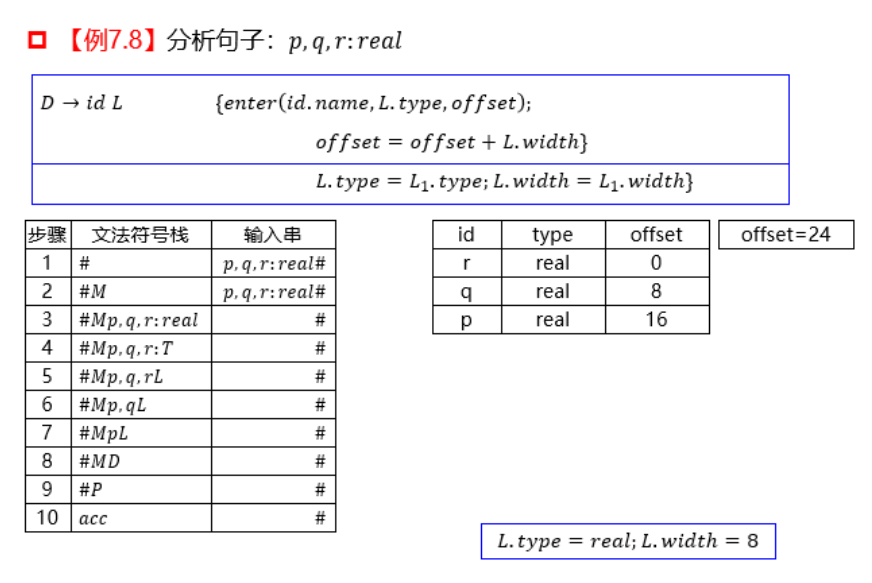 【例7.8】分析句子：p,q,r:real
D → id L {enter(id.name,L.type,offset);
offset = offset + L.width}
L.type = L₁.type; L.width = L₁.width}
步骤 文法符号栈 输入串
1 # p,q,r:real#
2 #M p,q,r:real#
3 #Mp,q,r:real #
4 #Mp,q,r:T #
5 #Mp,q,rL #
6 #Mp,qL #
7 #MpL #
8 #MD #
9 #P #
10 acc #
id type offset
r real 0
q real 8
p real 16
offset=24
L.type = real; L.width = 8